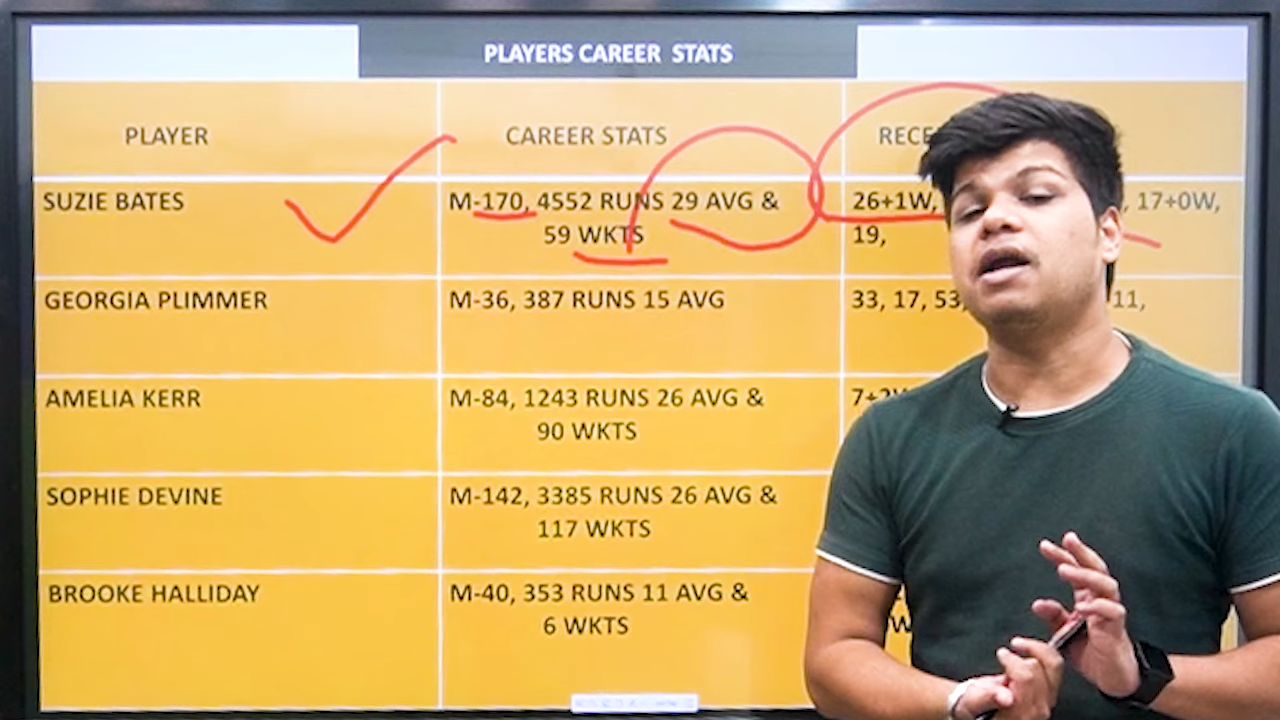 PLAYERS CAREER STATS
PLAYER CAREER STATS
SUZIE BATES M-170, 4552 RUNS 29 AVG & 26+1W, 17+0W,
59 WKTS 19,
GEORGIA PLIMMER M-36, 387 RUNS 15 AVG 33, 17, 53, 11,
AMELIA KERR M-84, 1243 RUNS 26 AVG &
90 WKTS
SOPHIE DEVINE M-142, 3385 RUNS 26 AVG &
117 WKTS
BROOKE HALLIDAY M-40, 353 RUNS 11 AVG &
6 WKTS